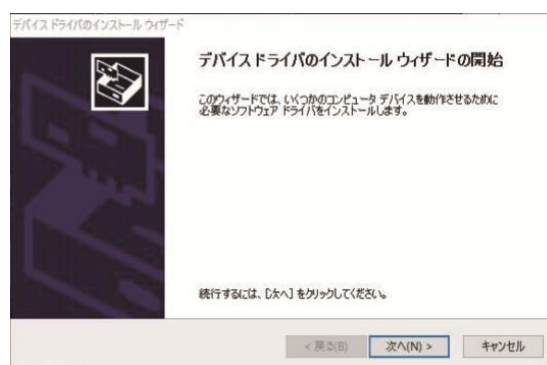 デバイス ドライバのインストール ウィザード
デバイス ドライバのインストール ウィザードの開始
このウィザードでは、いくつかのコンピュータ デバイスを動作させるために
必要なソフトウェア ドライバをインストールします。
続行するには、[次へ] をクリックしてください。
< 戻る(B)
次へ(N) >
キャンセル